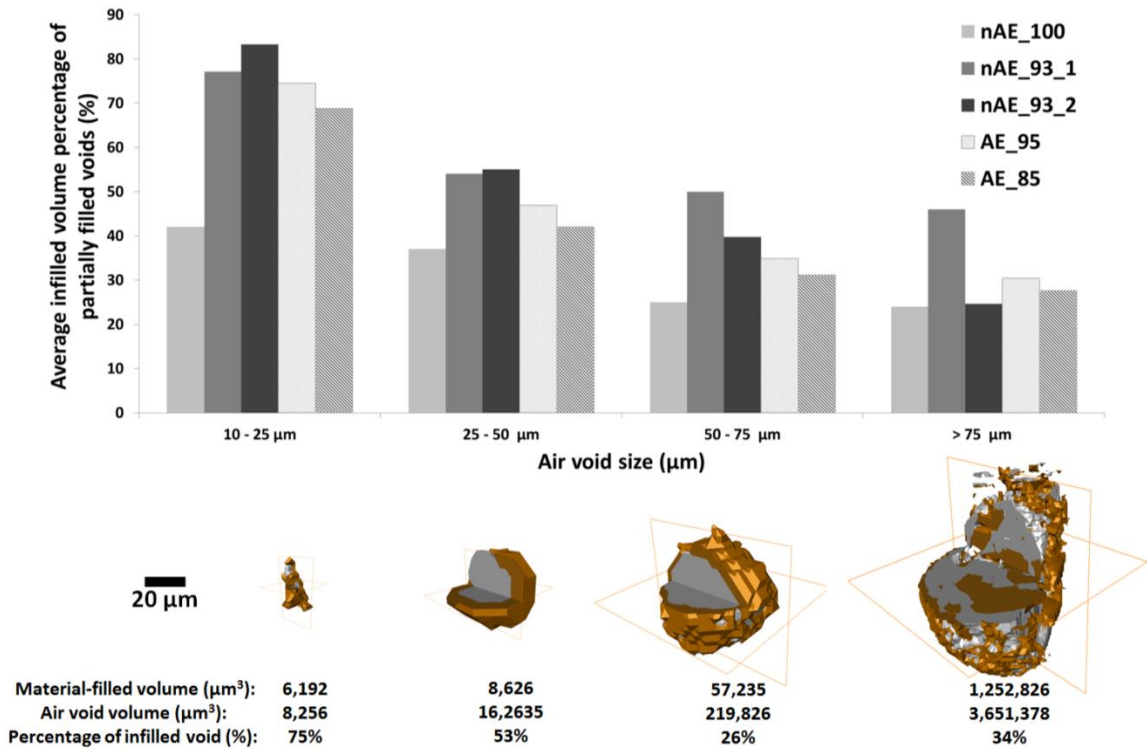 Average infilled volume percentage of
partially filled voids (%)
90
80
70
60
50
40
30
20
10
0
nAE_100
nAE_93_1
nAE_93_2
AE_95
AE_85
10 - 25 µm
25 - 50 µm
50 - 75 µm
> 75 µm
Air void size (µm)
20 µm
Material-filled volume (µm³): 6,192 8,626 57,235 1,252,826
Air void volume (µm³): 8,256 16,2635 219,826 3,651,378
Percentage of infilled void (%): 75% 53% 26% 34%